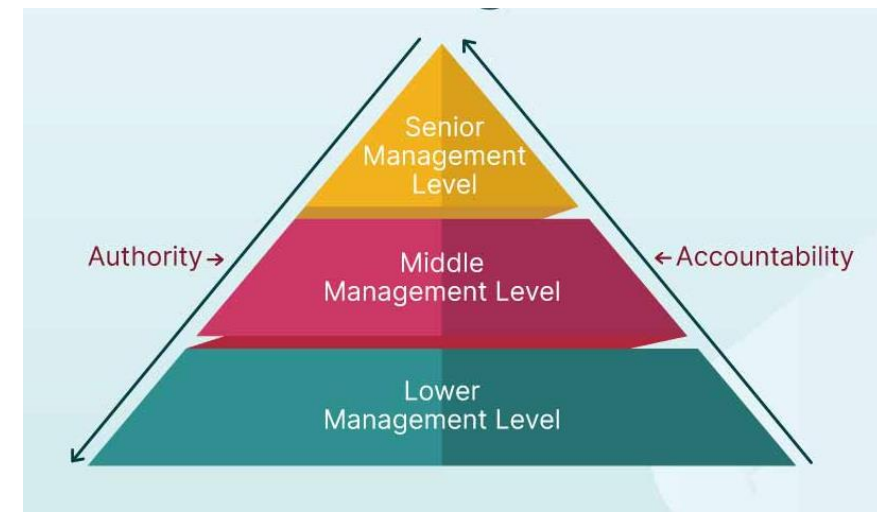 Senior
Management
Level
Authority→
Middle
Management Level
←Accountability
Lower
Management Level